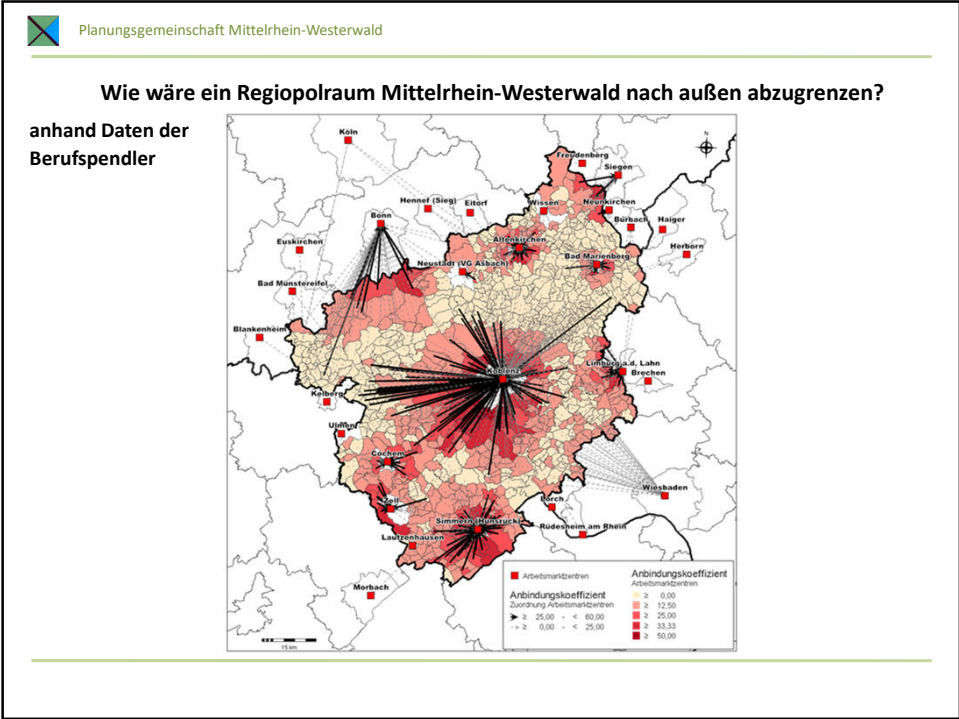 Planungsgemeinschaft Mittelrhein-Westerwald
Wie wäre ein Regiopolraum Mittelrhein-Westerwald nach außen abzugrenzen?
anhand Daten der
Berufspendler
Köln
N
Freudenberg
Siegen
Hennef (Sieg)
Eitorf
Wissen
Neunkirchen
Bonn
Burbach
Haiger
Euskirchen
Altenkirchen
Herborn
Neustadt (VG Asbach)
Bad Marienberg
Bad Münstereifel
Blankenheim
Limburg a.d. Lahn
Koblenz
Brechen
Kelberg
Ulmen
Cochem
Wiesbaden
Zell
Lorch
Simmern (Hunsrück)
Rüdesheim am Rhein
Lautzenhausen
Morbach
15 km
Arbeitsmarktzentren
Anbindungskoeffizient
Zuordnung Arbeitsmarktzentren
≥ 25,00 - < 60,00
≥ 0,00 - < 25,00
Anbindungskoeffizient
Arbeitsmarktzentren
≥ 0,00
≥ 12,50
≥ 25,00
≥ 33,33
≥ 50,00